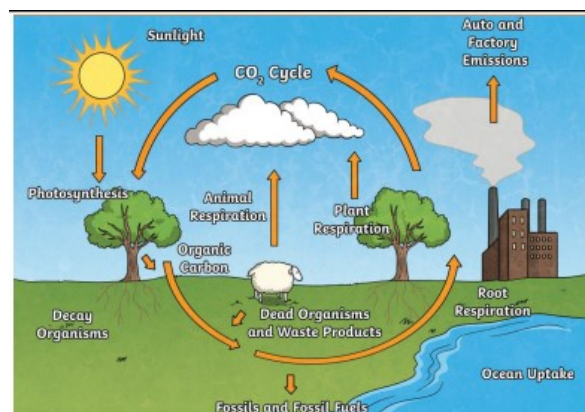 Sunlight
Auto and
Factory
Emissions
CO₂ Cycle
Photosynthesis
Animal
Respiration
Plant
Respiration
Organic
Carbon
Decay
Organisms
Dead Organisms
and Waste Products
Root
Respiration
Ocean Uptake
Fossils and Fossil Fuels